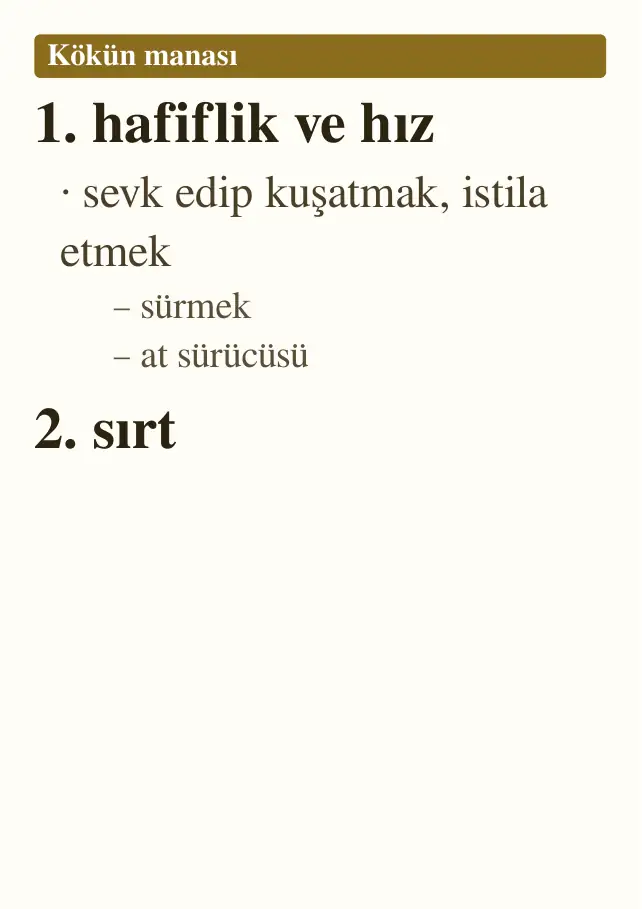 Kökün manası
1. hafiflik ve hız
· sevk edip kuşatmak, istila
etmek
– sürmek
– at sürücüsü
2. sırt